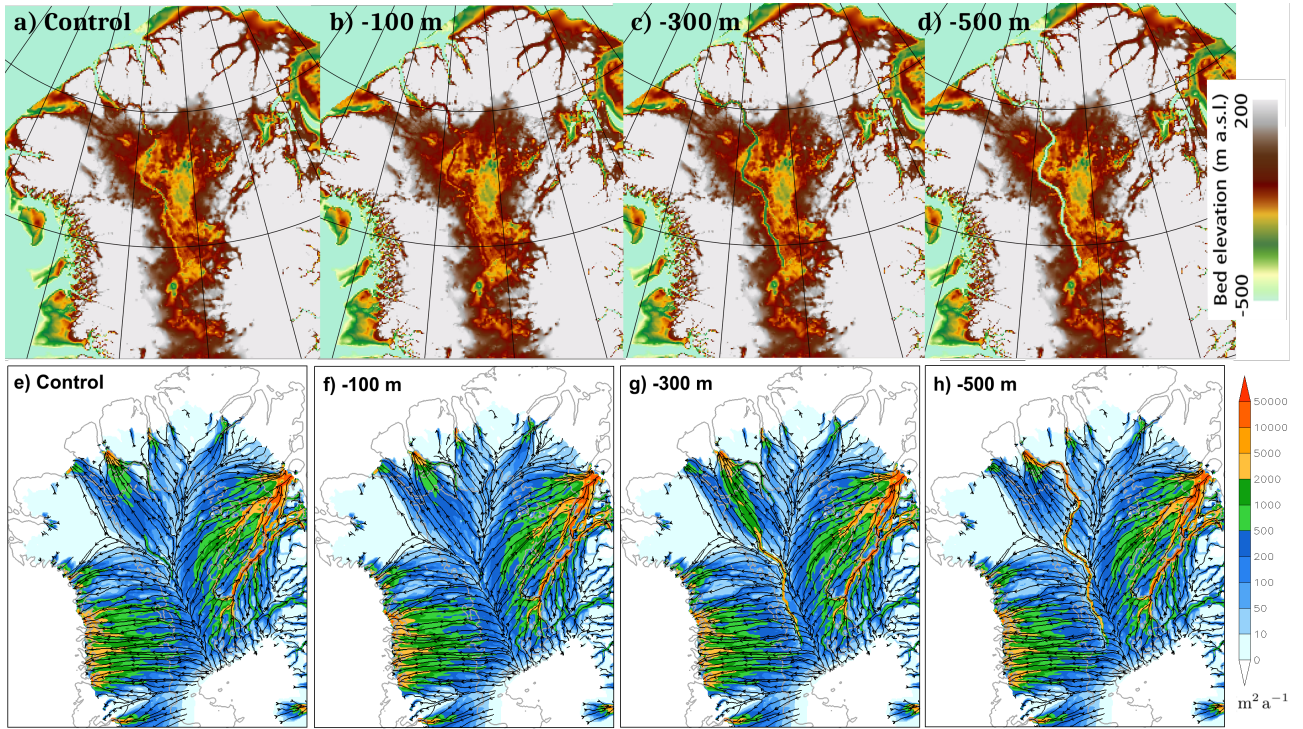 a) Control
b) -100 m
c) -300 m
d) -500 m
Bed elevation (m a.s.l.)
200
-500
e) Control
f) -100 m
g) -300 m
h) -500 m
50000
10000
5000
2000
1000
500
200
100
50
10
0
m² a⁻¹